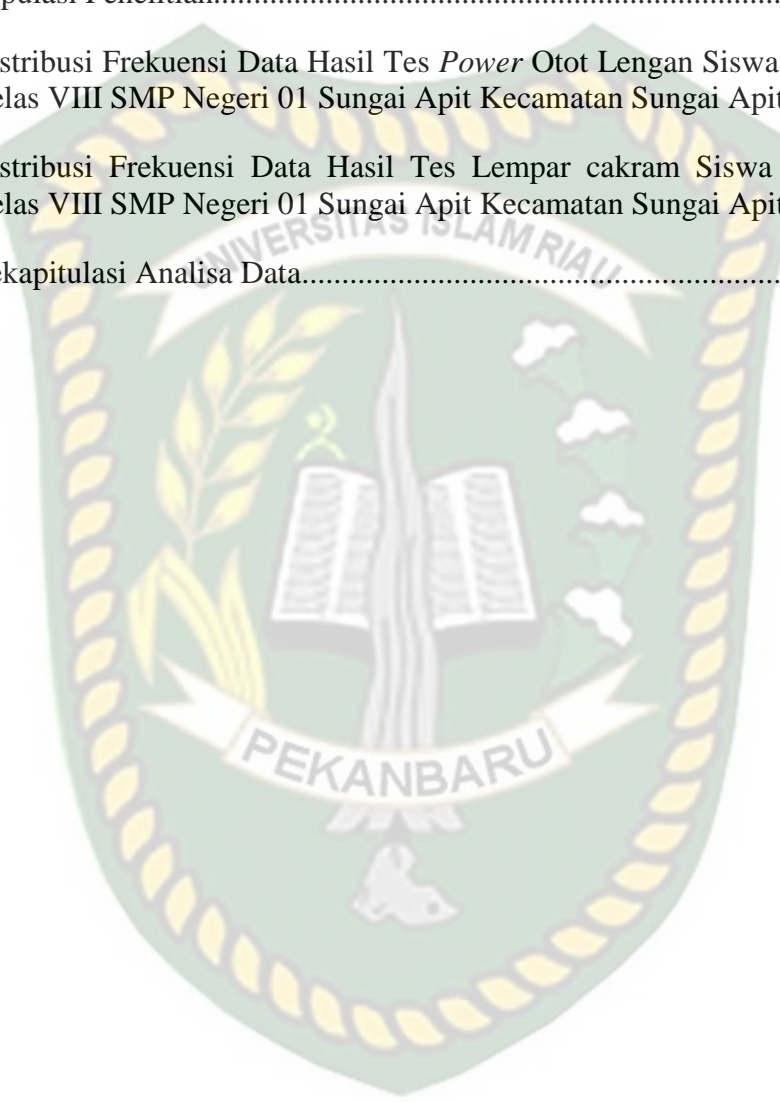 pulasi Penelitian
stribusi Frekuensi Data Hasil Tes Power Otot Lengan Siswa
elas VIII SMP Negeri 01 Sungai Apit Kecamatan Sungai Apit
stribusi Frekuensi Data Hasil Tes Lempar cakram Siswa
elas VIII SMP Negeri 01 Sungai Apit Kecamatan Sungai Apit
UNIVERSITAS ISLAM RIAU
ekapitulasi Analisa Data
PEKANBARU